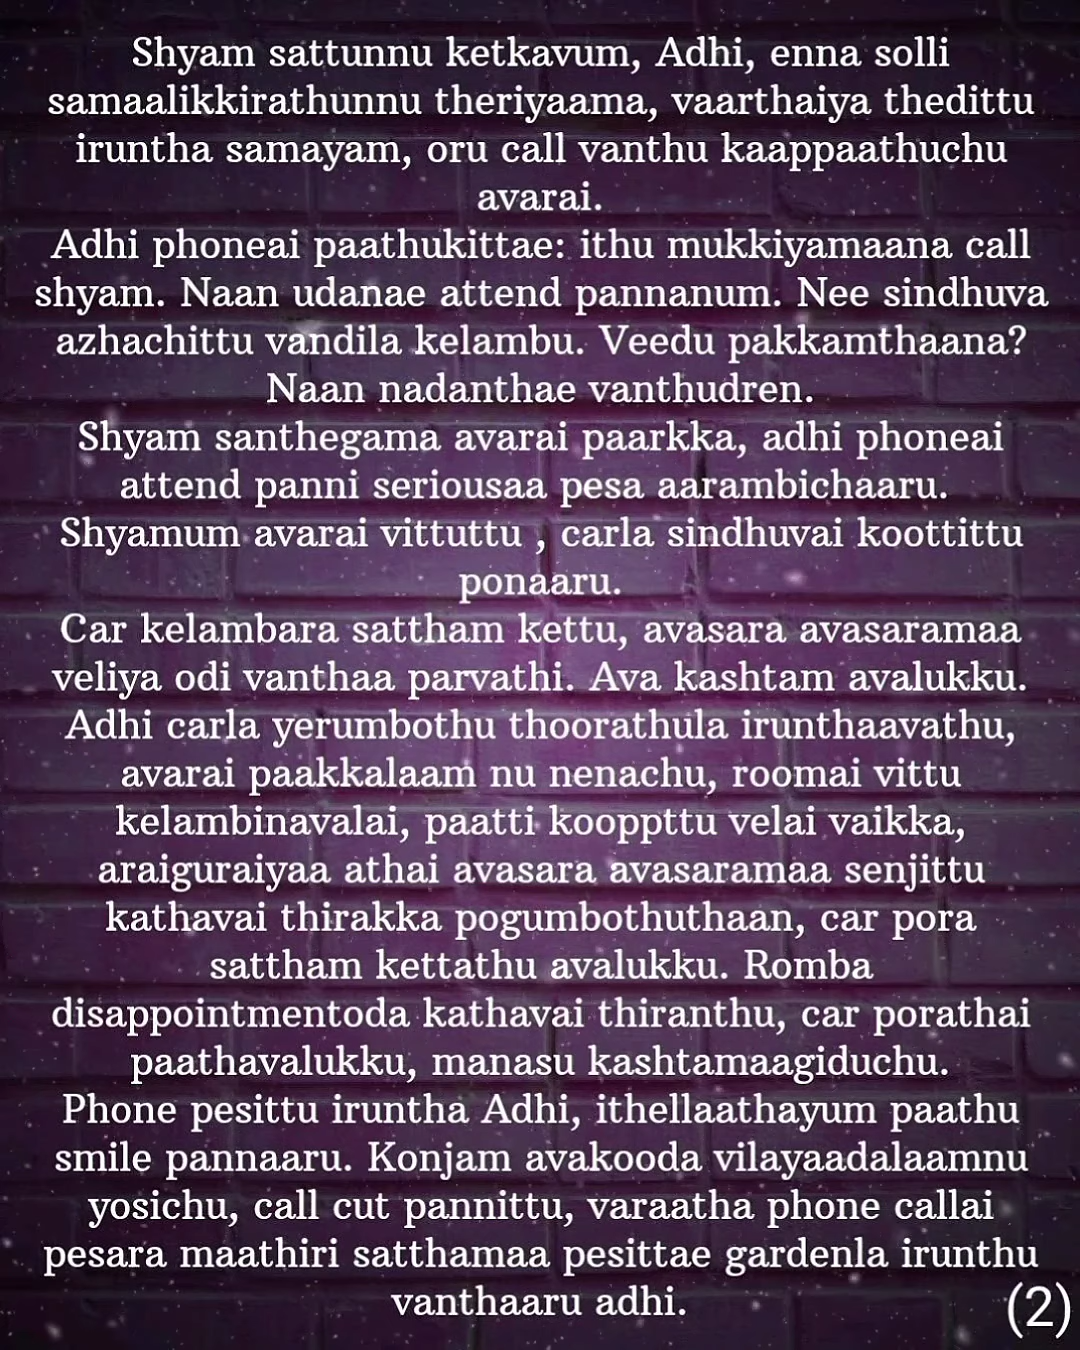 Shyam sattunnu ketkavum, Adhi, enna solli
samaalikkirathunnu theriyaama, vaarthaiya thedittu
iruntha samayam, oru call vanthu kaappaathuchu
avarai.
Adhi phoneai paathukittae: ithu mukkiyamaana call
shyam. Naan udanae attend pannanum. Nee sindhuva
azhachittu vandila kelambu. Veedu pakkamthaana?
Naan nadanthae vanthudren.
Shyam santhegama avarai paarkka, adhi phoneai
attend panni seriousaa pesa aarambichaaru.
Shyamum avarai vittuttu , carla sindhuvai koottittu
ponaaru.
Car kelambara sattham kettu, avasara avasaramaa
veliya odi vanthaa parvathi. Ava kashtam avalukku.
Adhi carla yerumbothu thoorathula irunthaavathu,
avarai paakkalaam nu nenachu, roomai vittu
kelambinavalai, paatti kooppttu velai vaikka,
araiguraiyaa athai avasara avasaramaa senjittu
kathavai thirakka pogumbothuthaan, car pora
sattham kettathu avalukku. Romba
disappointmentoda kathavai thiranthu, car porathai
paathavalukku, manasu kashtamaagiduchu.
Phone pesittu iruntha Adhi, ithellaathayum paathu
smile pannaaru. Konjam avakooda vilayaadalaamnu
yosichu, call cut pannittu, varaatha phone callai
pesara maathiri satthamaa pesittae gardenla irunthu
vanthaaru adhi.
(2)